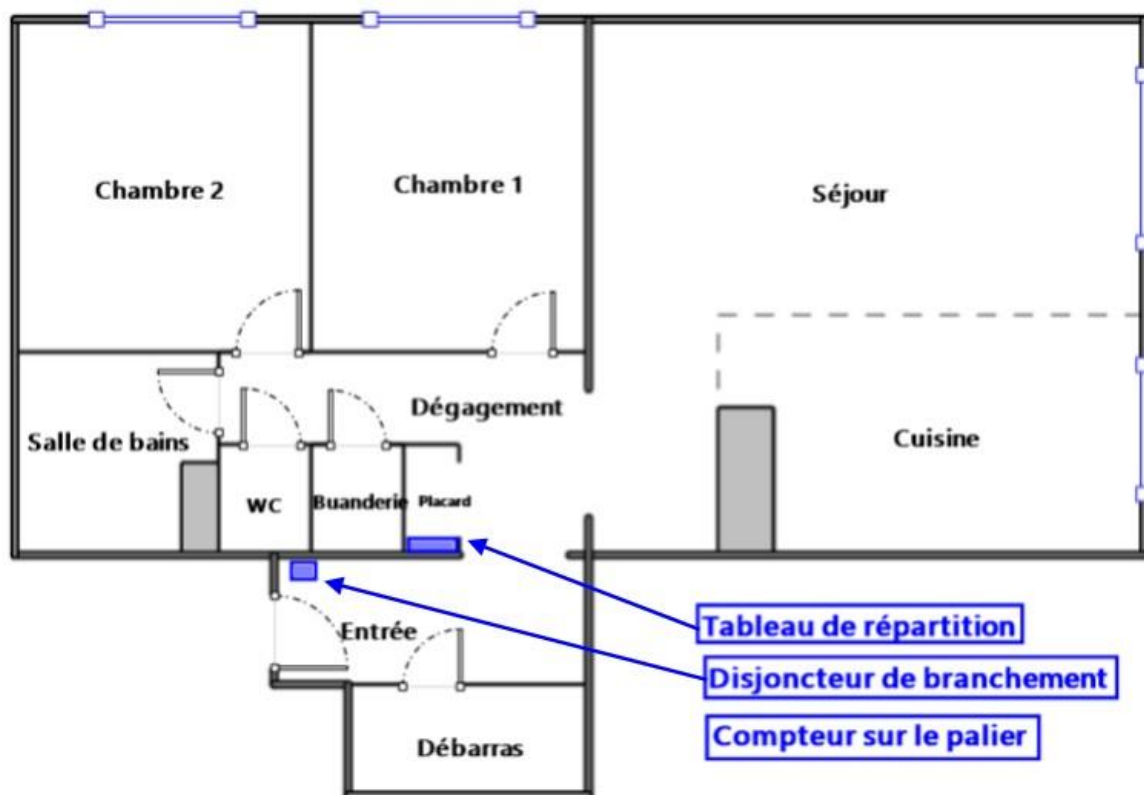 Chambre 2
Chambre 1
Séjour
Dégagement
Salle de bains
Cuisine
WC
Buanderie
Placard
Entrée
Tableau de répartition
Disjoncteur de branchement
Compteur sur le palier
Débarras